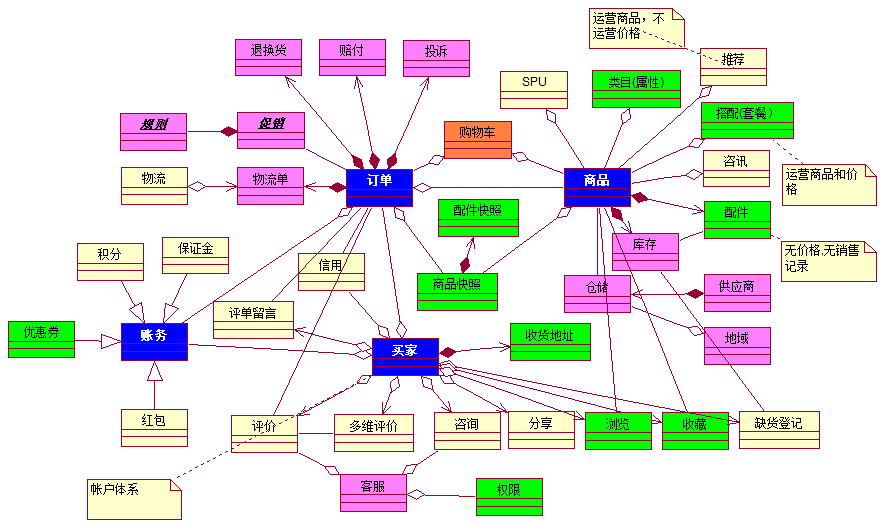 运营商品，不
运营价格
退换货
赔付
投诉
推荐
SPU
类目(属性)
搭配(套餐)
规则
促销
购物车
咨讯
运营商品和价
格
物流
物流单
订单
商品
配件快照
配件
库存
无价格,无销售
记录
积分
保证金
信用
商品快照
仓储
供应商
评单留言
优惠券
账务
买家
收货地址
地域
红包
评价
多维评价
咨询
分享
浏览
收藏
缺货登记
帐户体系
客服
权限